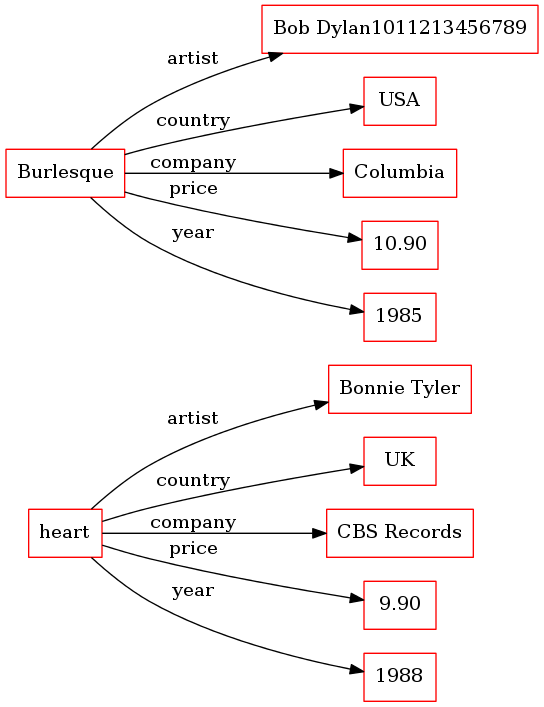 Bob Dylan1011213456789
artist
USA
country
Burlesque
company
Columbia
price
10.90
year
1985
Bonnie Tyler
artist
UK
country
heart
company
CBS Records
price
9.90
year
1988